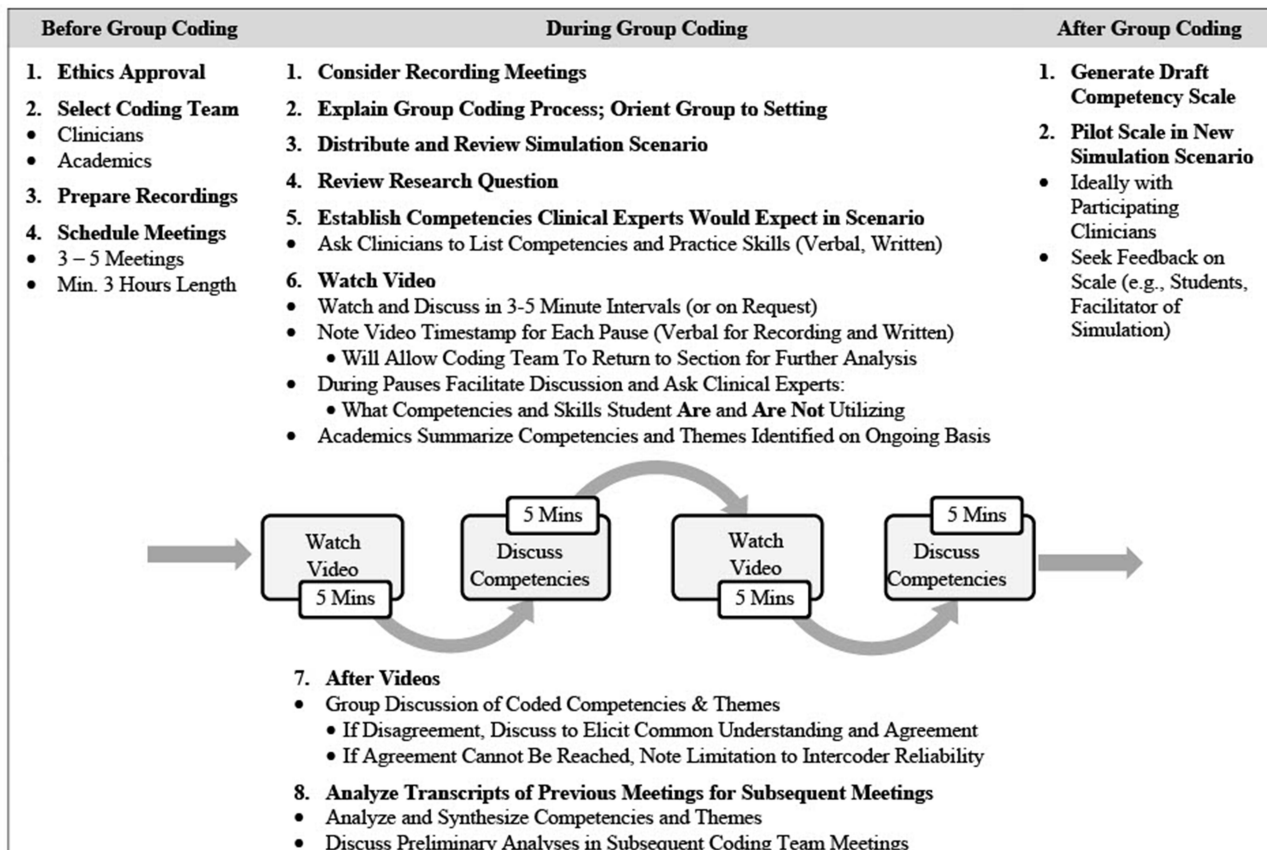 Before Group Coding
During Group Coding
After Group Coding
1. Ethics Approval
2. Select Coding Team
• Clinicians
• Academics
3. Prepare Recordings
4. Schedule Meetings
• 3 – 5 Meetings
• Min. 3 Hours Length
1. Consider Recording Meetings
2. Explain Group Coding Process; Orient Group to Setting
3. Distribute and Review Simulation Scenario
4. Review Research Question
5. Establish Competencies Clinical Experts Would Expect in Scenario
• Ask Clinicians to List Competencies and Practice Skills (Verbal, Written)
6. Watch Video
• Watch and Discuss in 3-5 Minute Intervals (or on Request)
• Note Video Timestamp for Each Pause (Verbal for Recording and Written)
• Will Allow Coding Team To Return to Section for Further Analysis
• During Pauses Facilitate Discussion and Ask Clinical Experts:
• What Competencies and Skills Student Are and Are Not Utilizing
• Academics Summarize Competencies and Themes Identified on Ongoing Basis
1. Generate Draft
Competency Scale
2. Pilot Scale in New
Simulation Scenario
• Ideally with
Participating
Clinicians
• Seek Feedback on
Scale (e.g., Students,
Facilitator of
Simulation)
Watch
Video
5 Mins
5 Mins
Discuss
Competencies
Watch
Video
5 Mins
5 Mins
Discuss
Competencies
7. After Videos
• Group Discussion of Coded Competencies & Themes
• If Disagreement, Discuss to Elicit Common Understanding and Agreement
• If Agreement Cannot Be Reached, Note Limitation to Intercoder Reliability
8. Analyze Transcripts of Previous Meetings for Subsequent Meetings
• Analyze and Synthesize Competencies and Themes
• Discuss Preliminary Analyses in Subsequent Coding Team Meetings